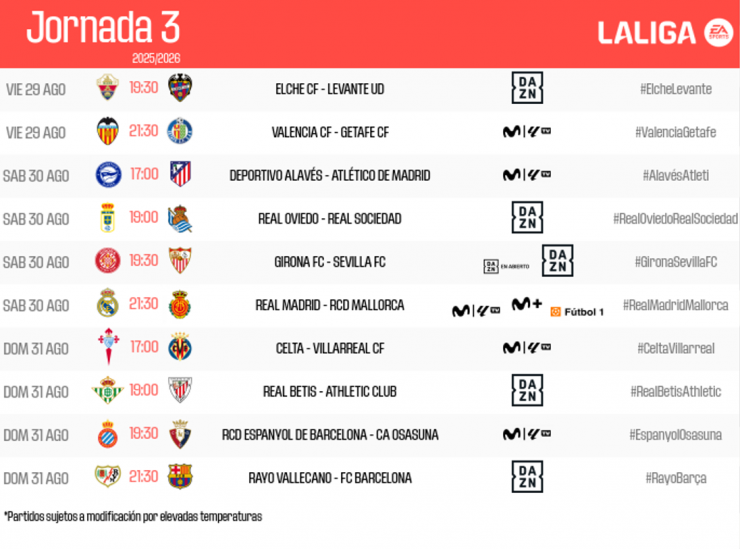 Jornada 3
2025/2026
LALIGA EA SPORTS
VIE 29 AGO 19:30 ELCHE CF - LEVANTE UD DAZN #ElcheLevante
VIE 29 AGO 21:30 VALENCIA CF - GETAFE CF M|4 TV #ValenciaGetafe
SAB 30 AGO 17:00 DEPORTIVO ALAVÉS - ATLÉTICO DE MADRID M|4 TV #AlavésAtleti
SAB 30 AGO 19:00 REAL OVIEDO - REAL SOCIEDAD DAZN #RealOviedoRealSociedad
SAB 30 AGO 19:30 GIRONA FC - SEVILLA FC DAZN EN ABIERTO DAZN #GironaSevillaFC
SAB 30 AGO 21:30 REAL MADRID - RCD MALLORCA M|4 TV M+ Fútbol 1 #RealMadridMallorca
DOM 31 AGO 17:00 CELTA - VILLARREAL CF M|4 TV #CeltaVillarreal
DOM 31 AGO 19:00 REAL BETIS - ATHLETIC CLUB DAZN #RealBetisAthletic
DOM 31 AGO 19:30 RCD ESPANYOL DE BARCELONA - CA OSASUNA M|4 TV #EspanyolOsasuna
DOM 31 AGO 21:30 RAYO VALLECANO - FC BARCELONA DAZN #RayoBarça
*Partidos sujetos a modificación por elevadas temperaturas